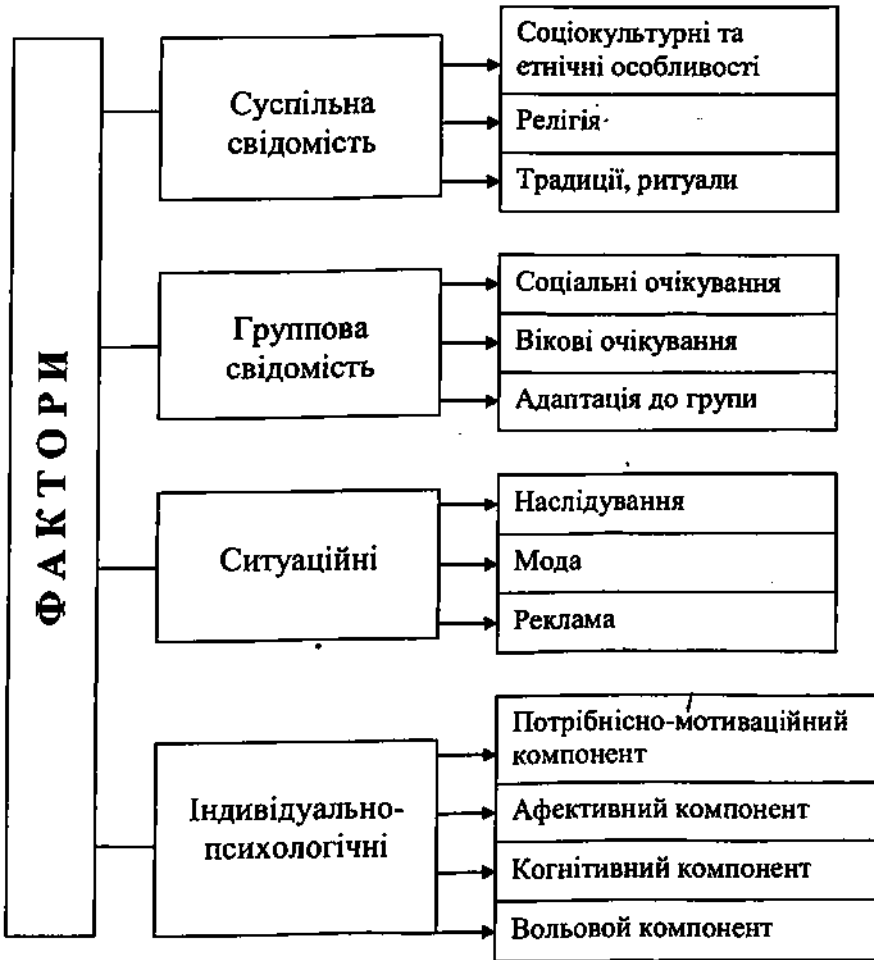 ФАКТОРИ
Суспільна
свідомість
Соціокультурні та
етнічні особливості
Релігія
Традиції, ритуали
Группова
свідомість
Соціальні очікування
Вікові очікування
Адаптація до групи
Ситуаційні
Наслідування
Мода
Реклама
Індивідуально-
психологічні
Потрібнісно-мотиваційний
компонент
Афективний компонент
Когнітивний компонент
Вольовой компонент